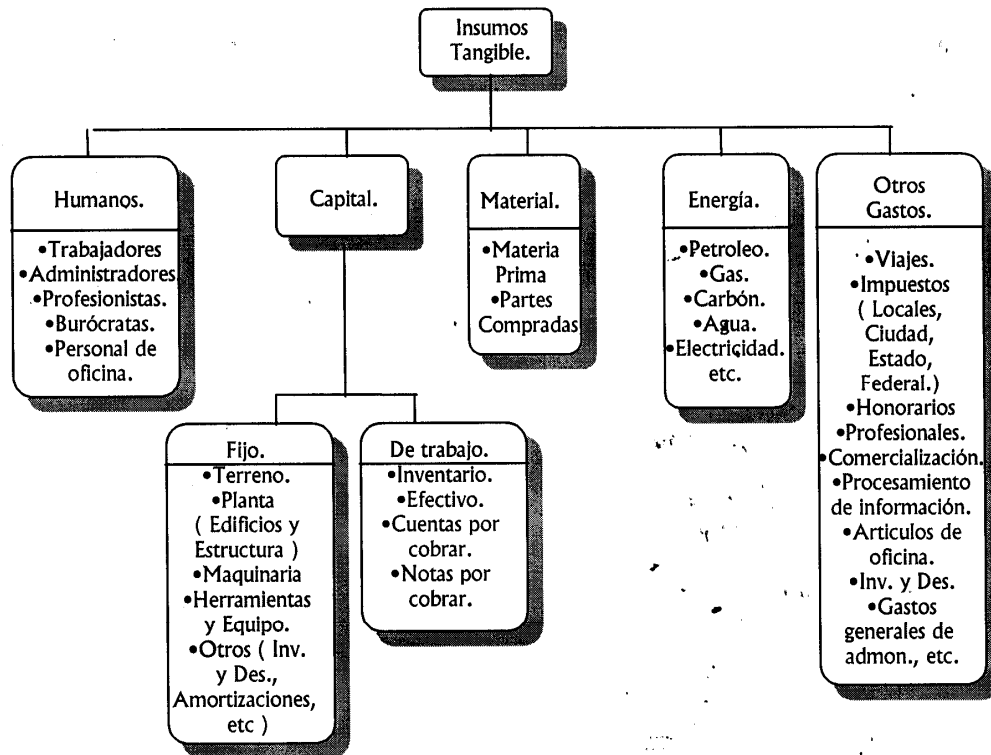 Insumos
Tangible.
Humanos.
•Trabajadores
•Administradores.
•Profesionistas.
•Burócratas.
•Personal de
oficina.
Capital.
Material.
•Materia
Prima
•Partes
Compradas
Energía.
•Petroleo.
•Gas.
•Carbón.
•Agua.
•Electricidad.
etc.
Otros
Gastos.
•Viajes.
•Impuestos
( Locales,
Ciudad,
Estado,
Federal.)
•Honorarios
•Profesionales.
•Comercialización.
•Procesamiento
de información.
•Articulos de
oficina.
•Inv. y Des.
•Gastos
generales de
admon., etc.
Fijo.
•Terreno.
•Planta
( Edificios y
Estructura )
•Maquinaria
•Herramientas
y Equipo.
•Otros ( Inv.
y Des.,
Amortizaciones,
etc )
De trabajo.
•Inventario.
•Efectivo.
•Cuentas por
cobrar.
•Notas por
cobrar.